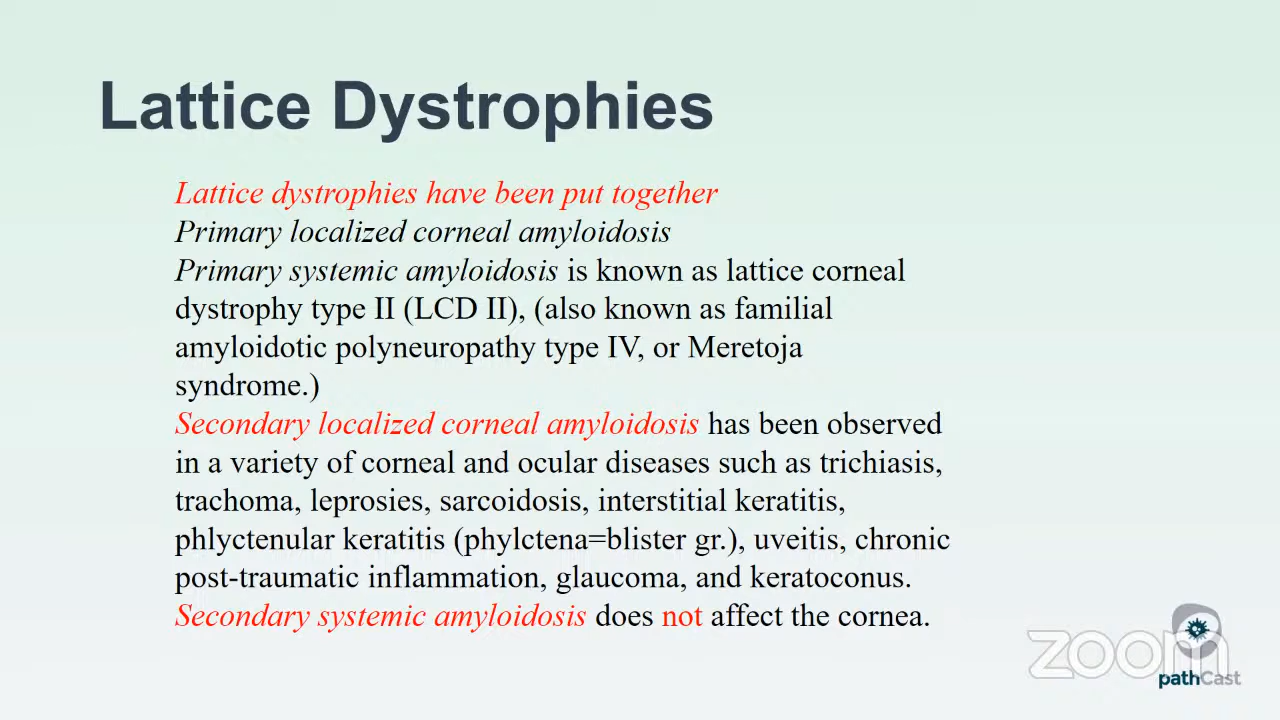 Lattice Dystrophies
Lattice dystrophies have been put together
Primary localized corneal amyloidosis
Primary systemic amyloidosis is known as lattice corneal
dystrophy type II (LCD II), (also known as familial
amyloidotic polyneuropathy type IV, or Meretoja
syndrome.)
Secondary localized corneal amyloidosis has been observed
in a variety of corneal and ocular diseases such as trichiasis,
trachoma, leprosies, sarcoidosis, interstitial keratitis,
phlyctenular keratitis (phylctena=blister gr.), uveitis, chronic
post-traumatic inflammation, glaucoma, and keratoconus.
Secondary systemic amyloidosis does not affect the cornea.
zoom
pathCast